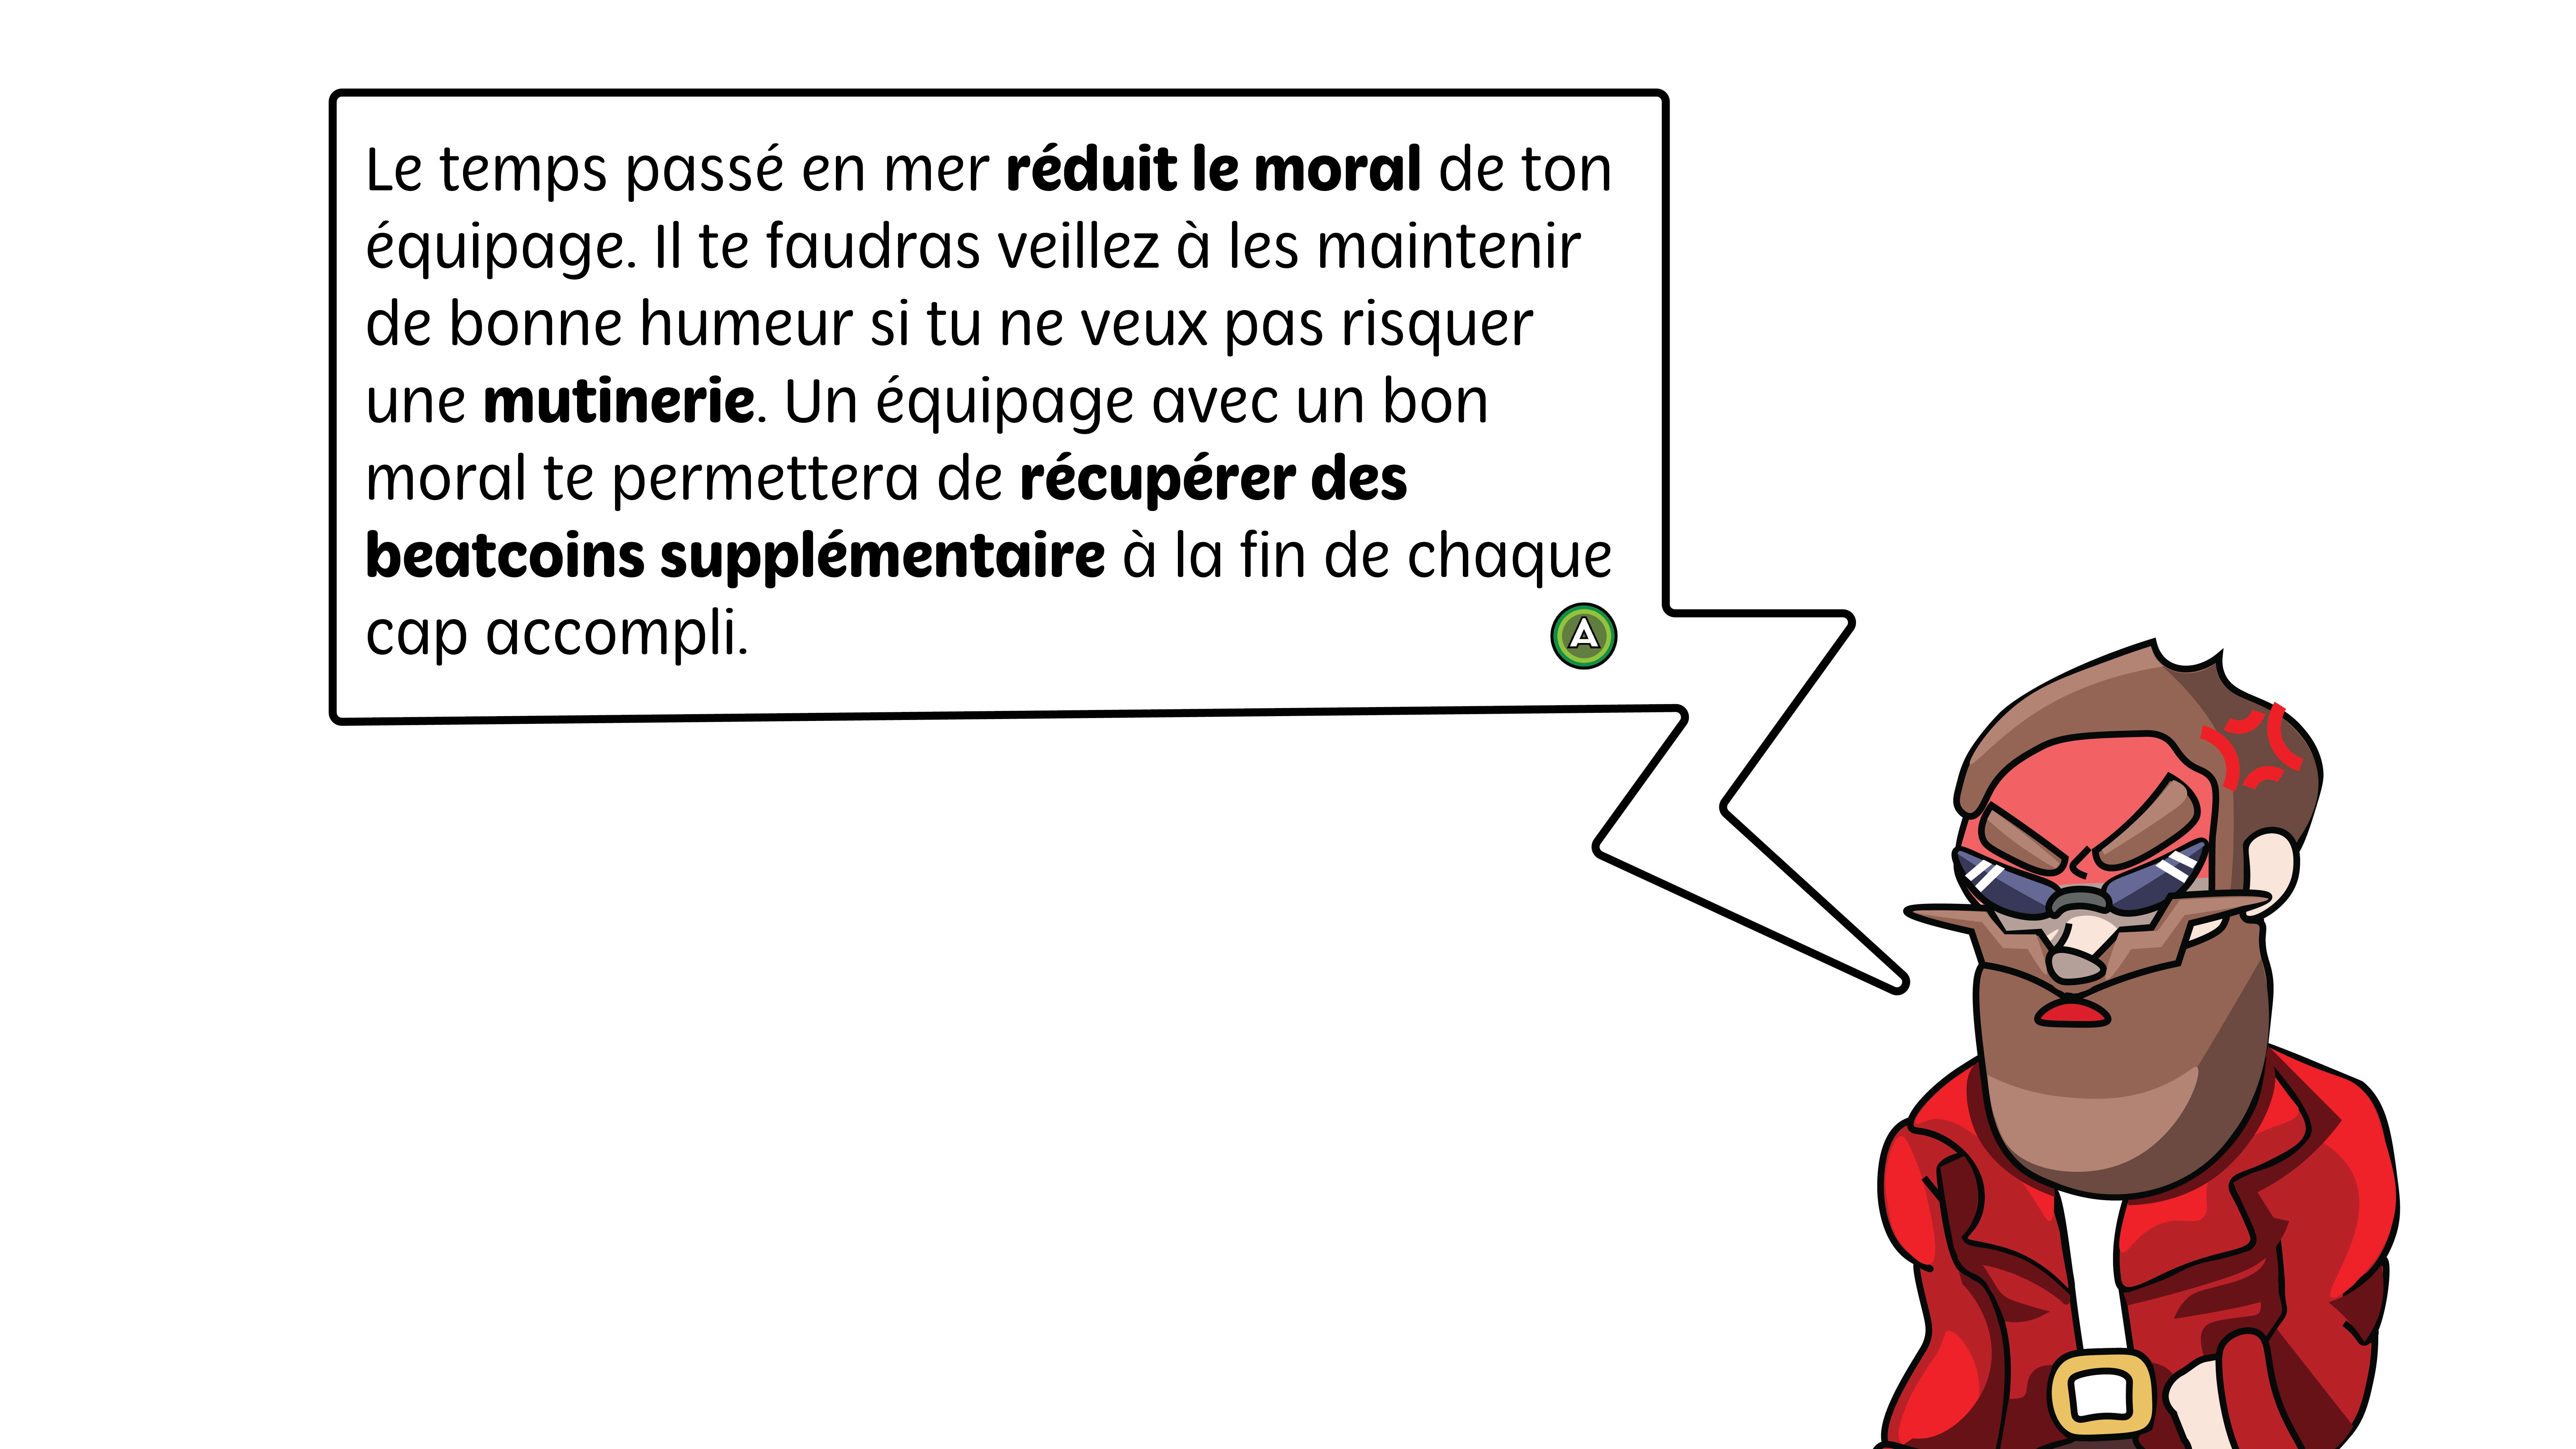 Le temps passé en mer réduit le moral de ton
équipage. Il te faudras veillez à les maintenir
de bonne humeur si tu ne veux pas risquer
une mutinerie. Un équipage avec un bon
moral te permettera de récupérer des
beatcoins supplémentaire à la fin de chaque
cap accompli.
A